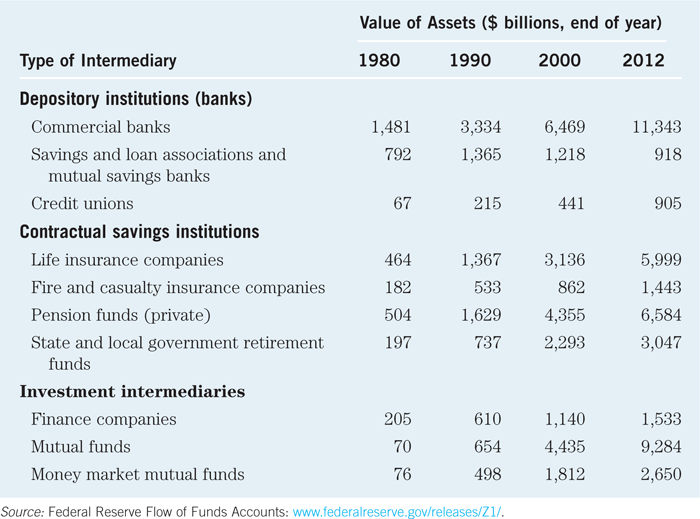 Value of Assets ($ billions, end of year)
Type of Intermediary 1980 1990 2000 2012
Depository institutions (banks)
Commercial banks 1,481 3,334 6,469 11,343
Savings and loan associations and 792 1,365 1,218 918
mutual savings banks
Credit unions 67 215 441 905
Contractual savings institutions
Life insurance companies 464 1,367 3,136 5,999
Fire and casualty insurance companies 182 533 862 1,443
Pension funds (private) 504 1,629 4,355 6,584
State and local government retirement 197 737 2,293 3,047
funds
Investment intermediaries
Finance companies 205 610 1,140 1,533
Mutual funds 70 654 4,435 9,284
Money market mutual funds 76 498 1,812 2,650
Source: Federal Reserve Flow of Funds Accounts: www.federalreserve.gov/releases/Z1/.